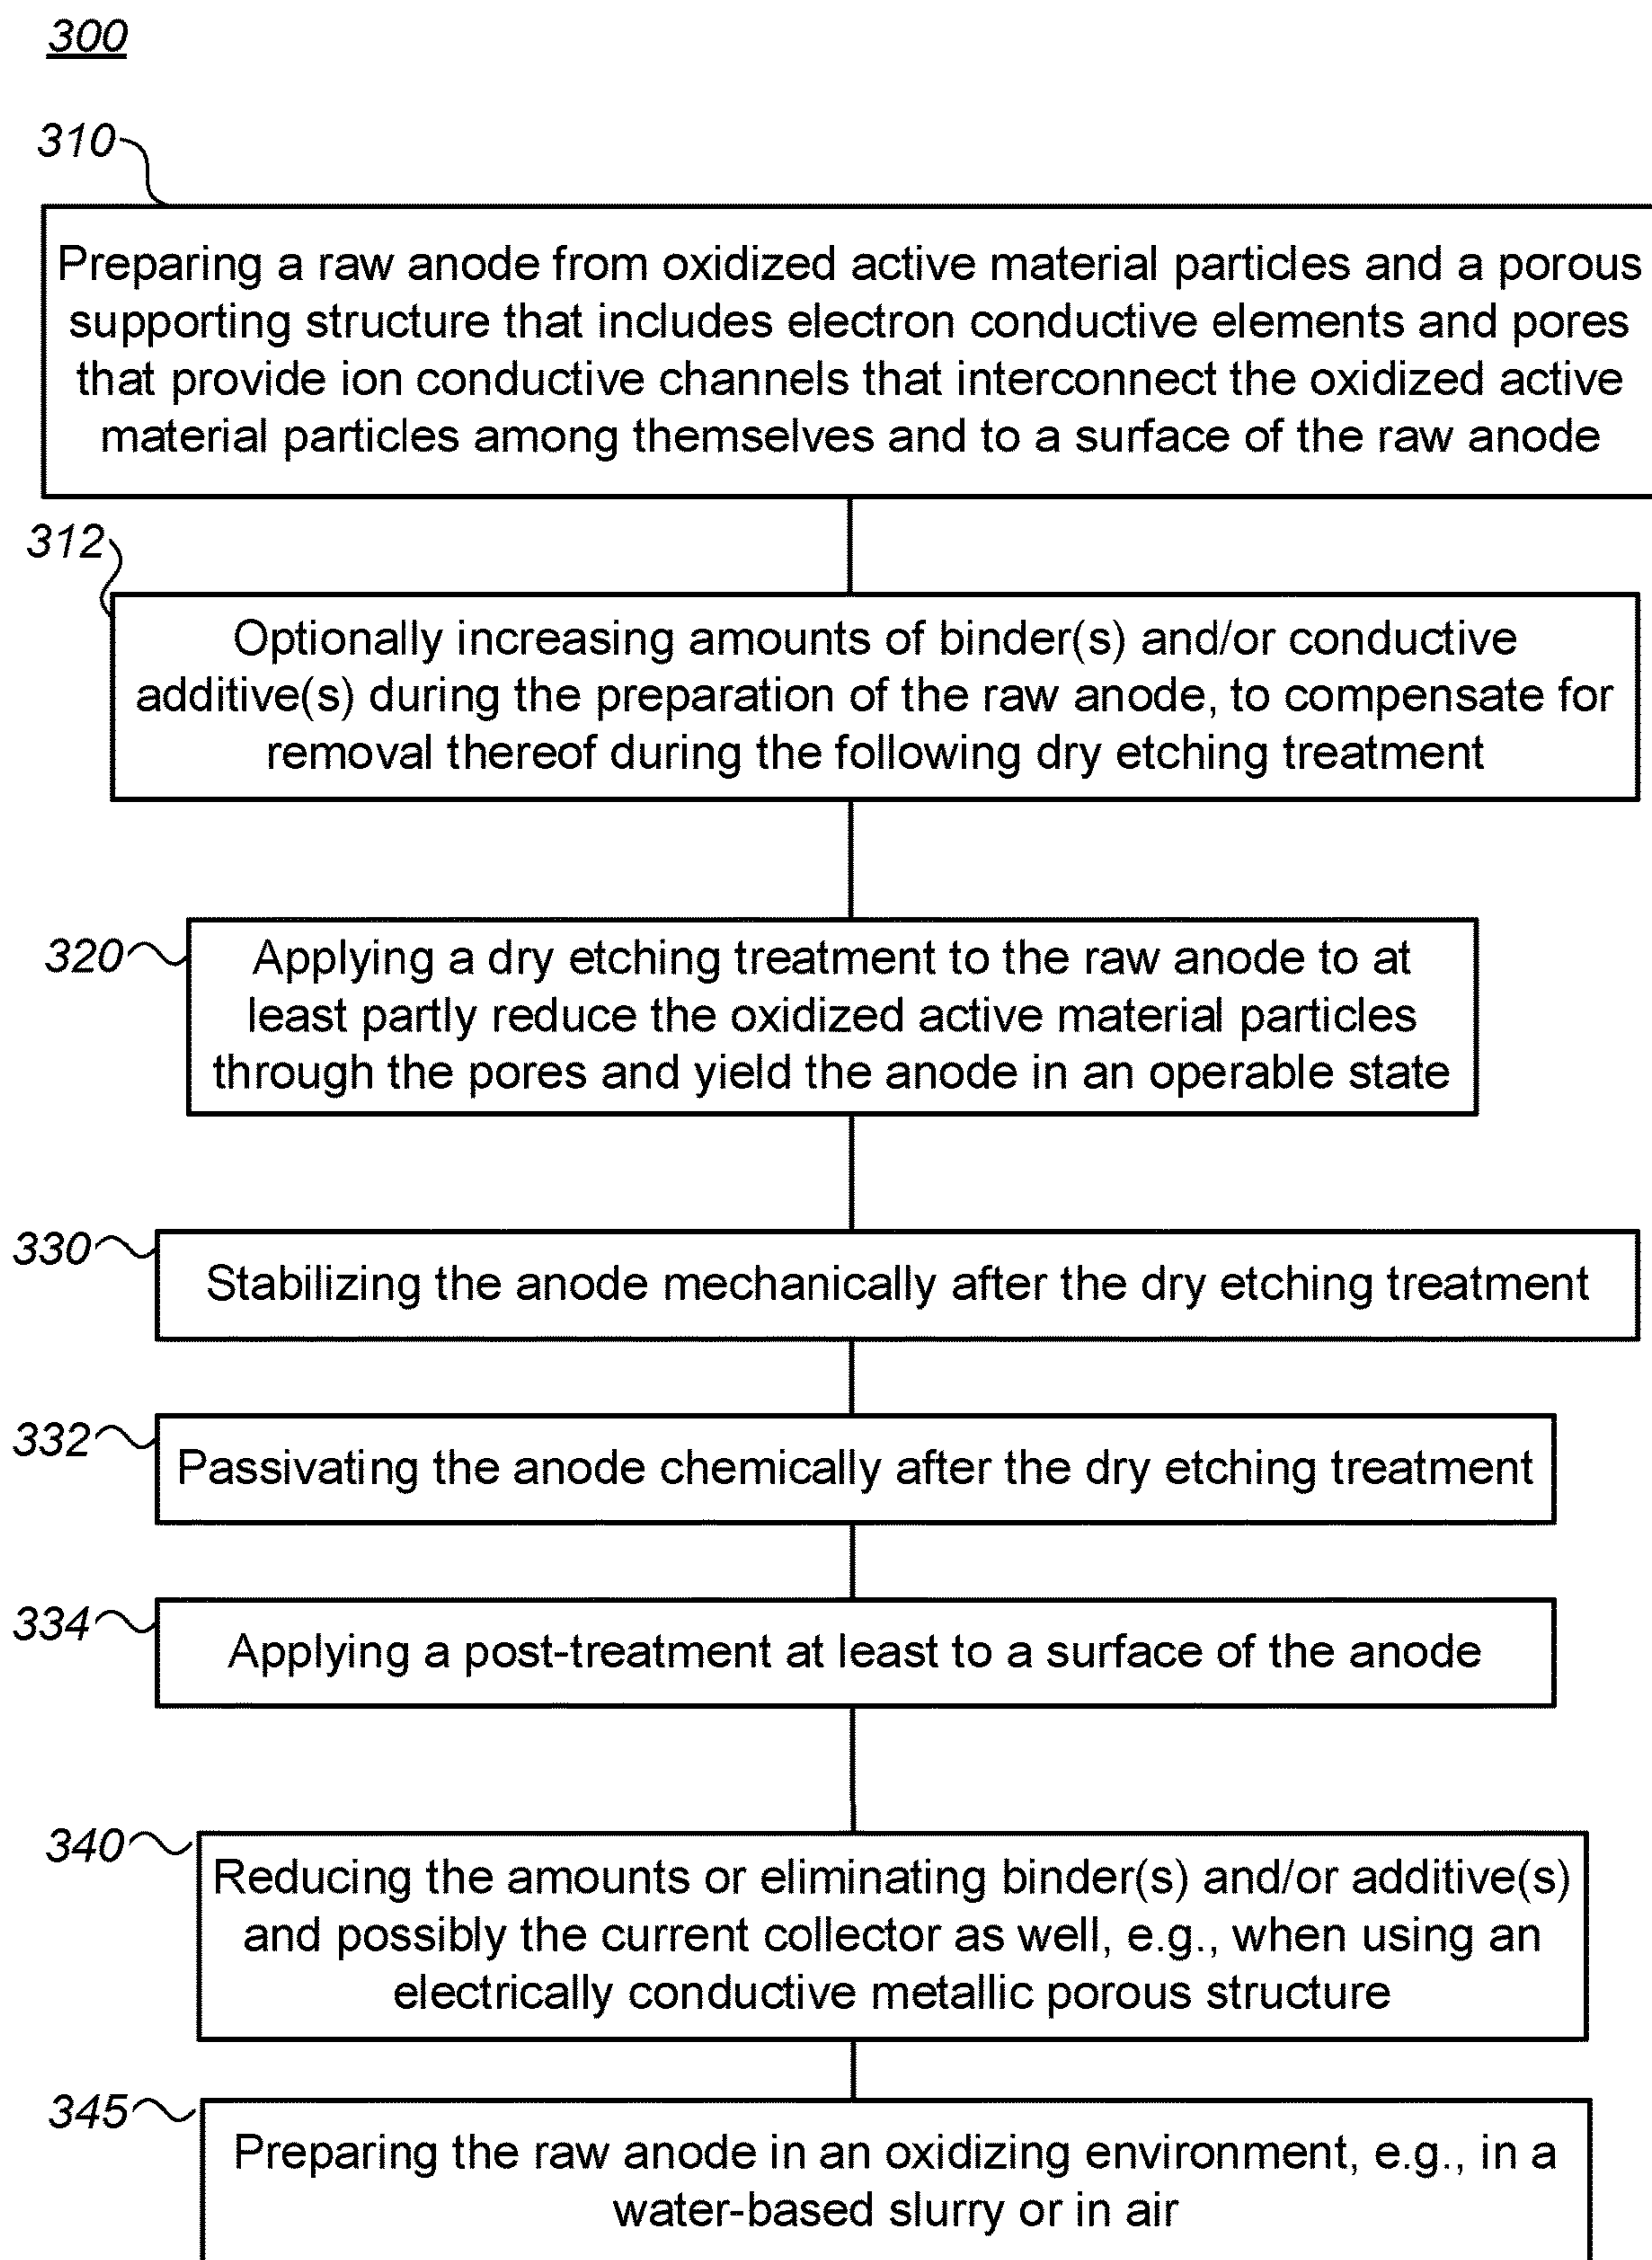 300
310
Preparing a raw anode from oxidized active material particles and a porous
supporting structure that includes electron conductive elements and pores
that provide ion conductive channels that interconnect the oxidized active
material particles among themselves and to a surface of the raw anode
312
Optionally increasing amounts of binder(s) and/or conductive
additive(s) during the preparation of the raw anode, to compensate for
removal thereof during the following dry etching treatment
320
Applying a dry etching treatment to the raw anode to at
least partly reduce the oxidized active material particles
through the pores and yield the anode in an operable state
330
Stabilizing the anode mechanically after the dry etching treatment
332
Passivating the anode chemically after the dry etching treatment
334
Applying a post-treatment at least to a surface of the anode
340
Reducing the amounts or eliminating binder(s) and/or additive(s)
and possibly the current collector as well, e.g., when using an
electrically conductive metallic porous structure
345
Preparing the raw anode in an oxidizing environment, e.g., in a
water-based slurry or in air